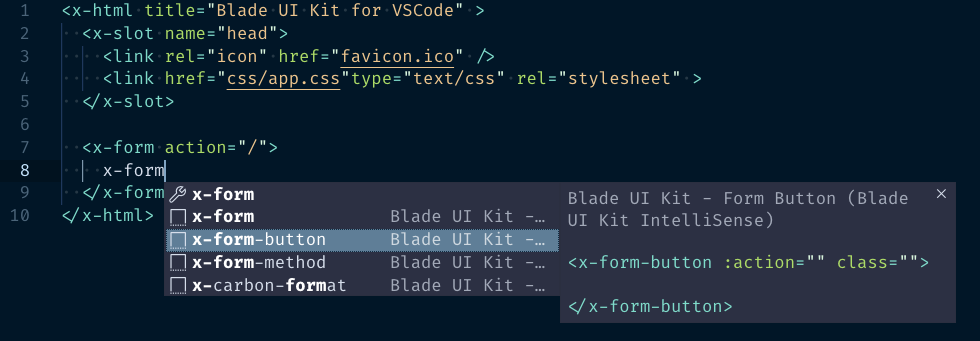 1 <x-html title="Blade UI Kit for VSCode" >
2 <x-slot name="head">
3 <link rel="icon" href="favicon.ico" />
4 <link href="css/app.css"type="text/css" rel="stylesheet" >
5 </x-slot>
6
7 <x-form action="/">
8 x-form
9 </x-form
10 </x-html>
x-form
x-form Blade UI Kit -…
x-form-button Blade UI Kit -…
x-form-method Blade UI Kit -…
x-carbon-format Blade UI Kit -…
Blade UI Kit - Form Button (Blade
UI Kit IntelliSense)
<x-form-button :action="" class="">
</x-form-button>